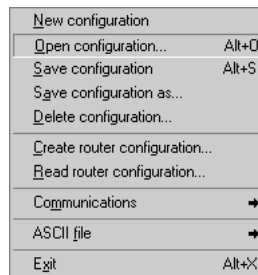 New configuration
Open configuration... Alt+O
Save configuration Alt+S
Save configuration as...
Delete configuration...
Create router configuration...
Read router configuration...
Communications
ASCII file
Exit Alt+X